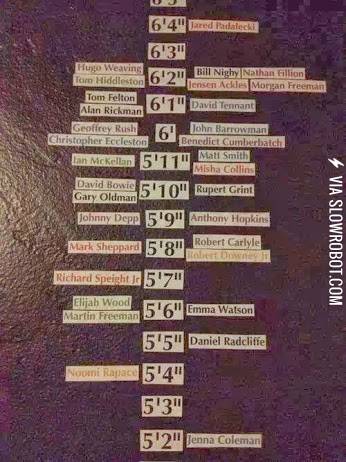 6'4" Jared Padalecki
6'3"
Hugh Weaving Bill Nighy Nathan Fillion
Tom Hiddleston 6'2" Jensen Ackles Morgan Freeman
Tom Felton
Alan Rickman 6'1" David Tennant
Geoffrey Rush John Barrowman
Christopher Eccleston 6' Benedict Cumberbatch
Ian McKellan 5'11" Matt Smith
Misha Collins
David Bowie
Gary Oldman 5'10" Rupert Grint
Johnny Depp 5'9" Anthony Hopkins
Mark Sheppard 5'8" Robert Carlyle
Robert Downey Jr
Richard Speight Jr 5'7"
Elijah Wood
Martin Freeman 5'6" Emma Watson
5'5" Daniel Radcliffe
Noomi Rapace 5'4"
5'3"
5'2" Jenna Coleman
VIA SLOWROBOT.COM